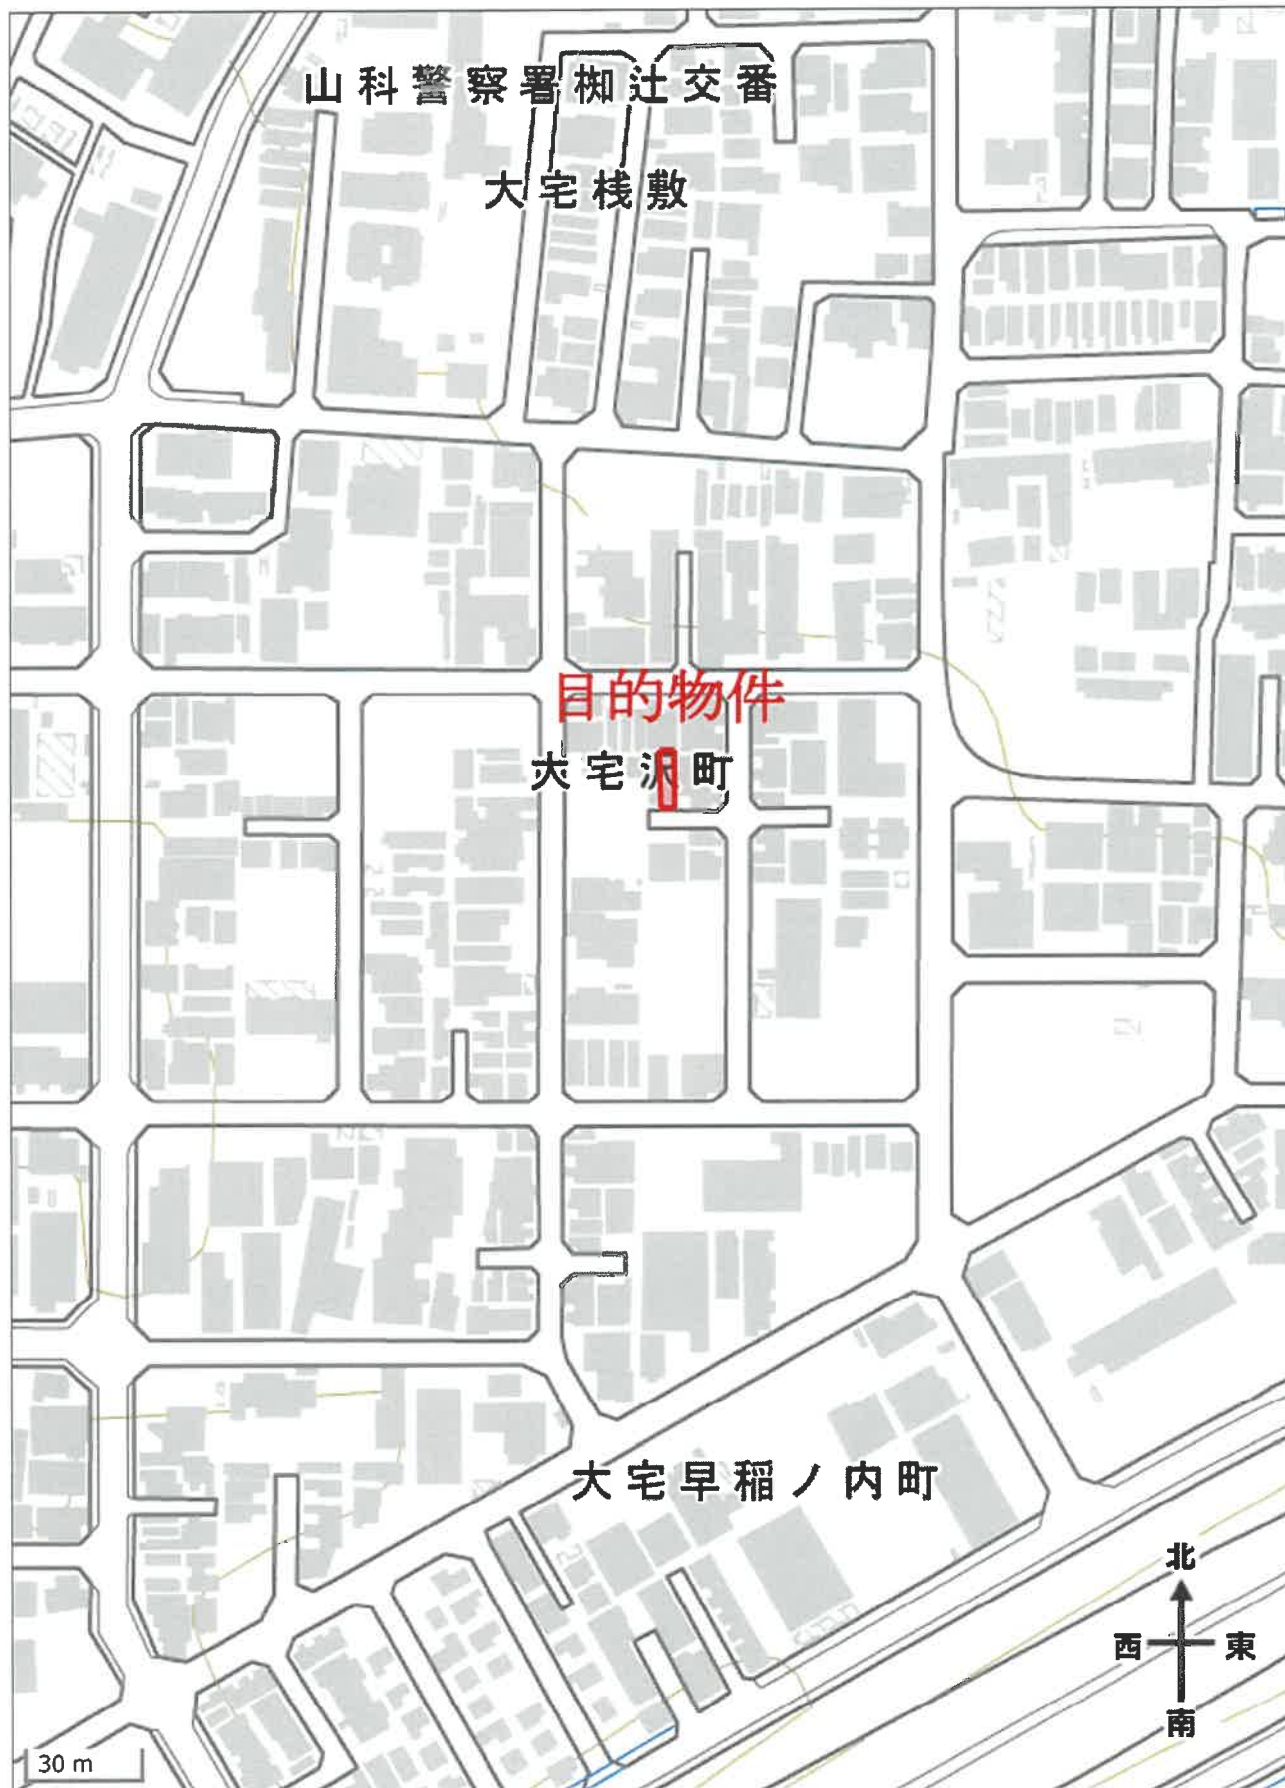 山科警察署椥辻交番
大宅桟敷
目的物件
大宅沢町
大宅早稲ノ内町
北
西 東
南
30 m